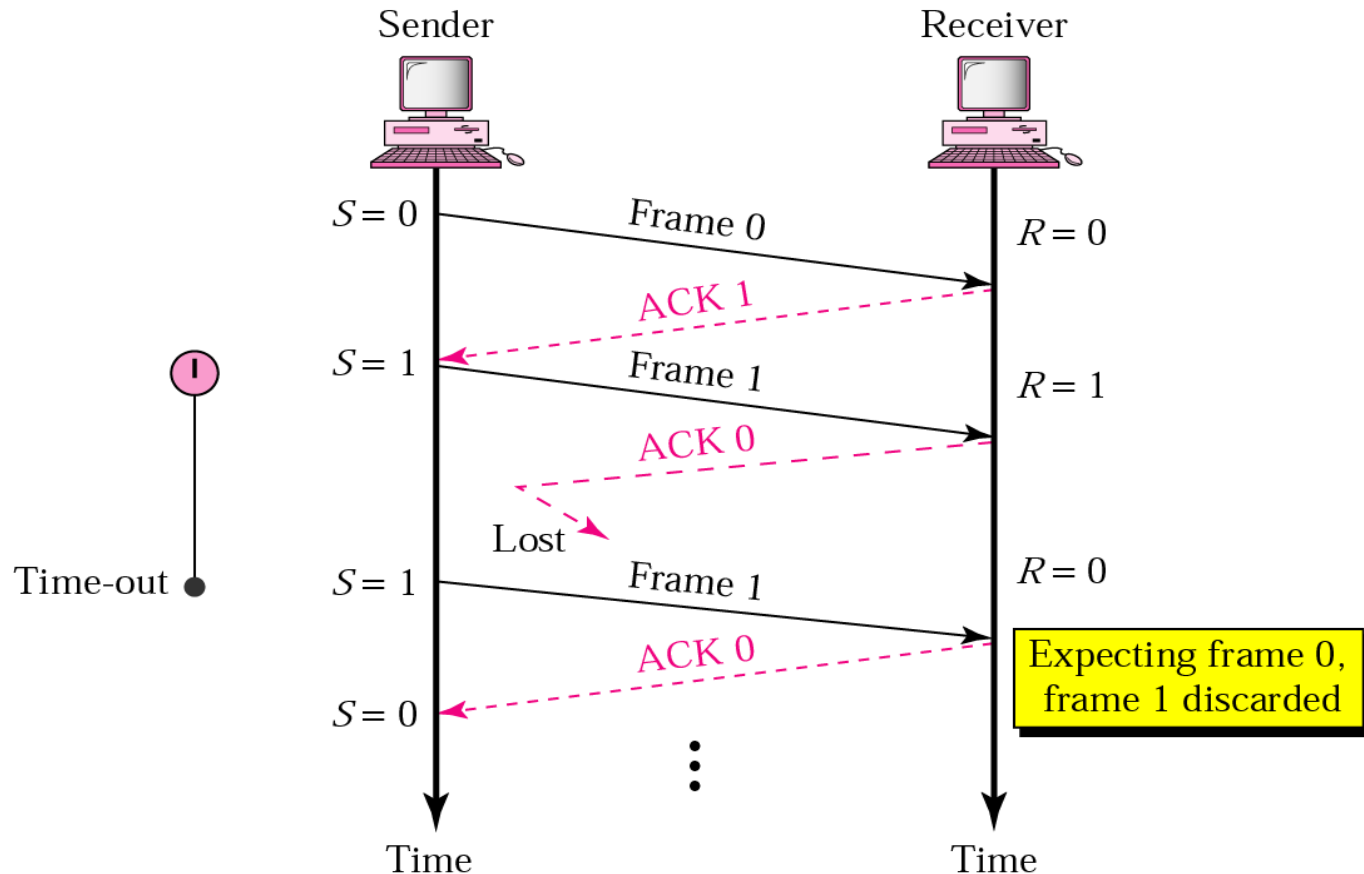 Sender
Receiver
S = 0
Frame 0
R = 0
ACK 1
S = 1
Frame 1
R = 1
ACK 0
Lost
Time-out
S = 1
Frame 1
R = 0
ACK 0
Expecting frame 0,
frame 1 discarded
S = 0
Time
Time